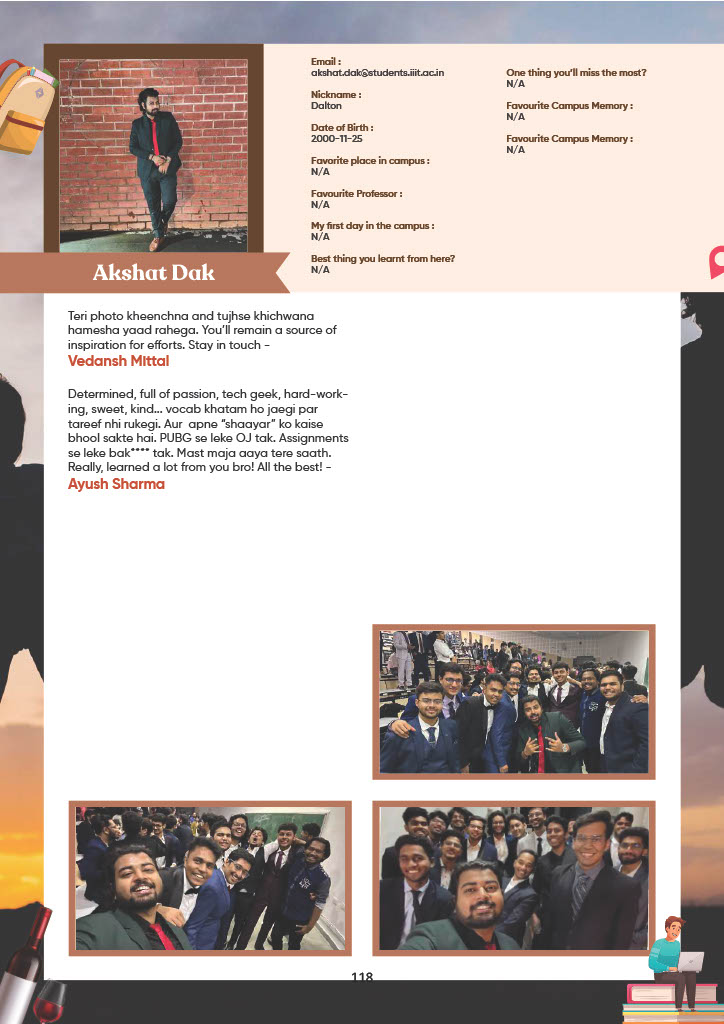 Email :
akshat.dak@students.iiit.ac.in
Nickname :
Dalton
Date of Birth :
2000-11-25
Favorite place in campus :
N/A
Favourite Professor :
N/A
My first day in the campus :
N/A
Best thing you learnt from here?
N/A
One thing you'll miss the most?
N/A
Favourite Campus Memory :
N/A
Favourite Campus Memory :
N/A
Akshat Dak
Teri photo kheenchna and tujhse khichwana
hamesha yaad rahega. You'll remain a source of
inspiration for efforts. Stay in touch -
Vedansh Mittal
Determined, full of passion, tech geek, hard-work-
ing, sweet, kind... vocab khatam ho jaegi par
tareef nhi rukegi. Aur apne "shaayar" ko kaise
bhool sakte hai. PUBG se leke OJ tak. Assignments
se leke bak**** tak. Mast maja aaya tere saath.
Really, learned a lot from you bro! All the best! -
Ayush Sharma
118